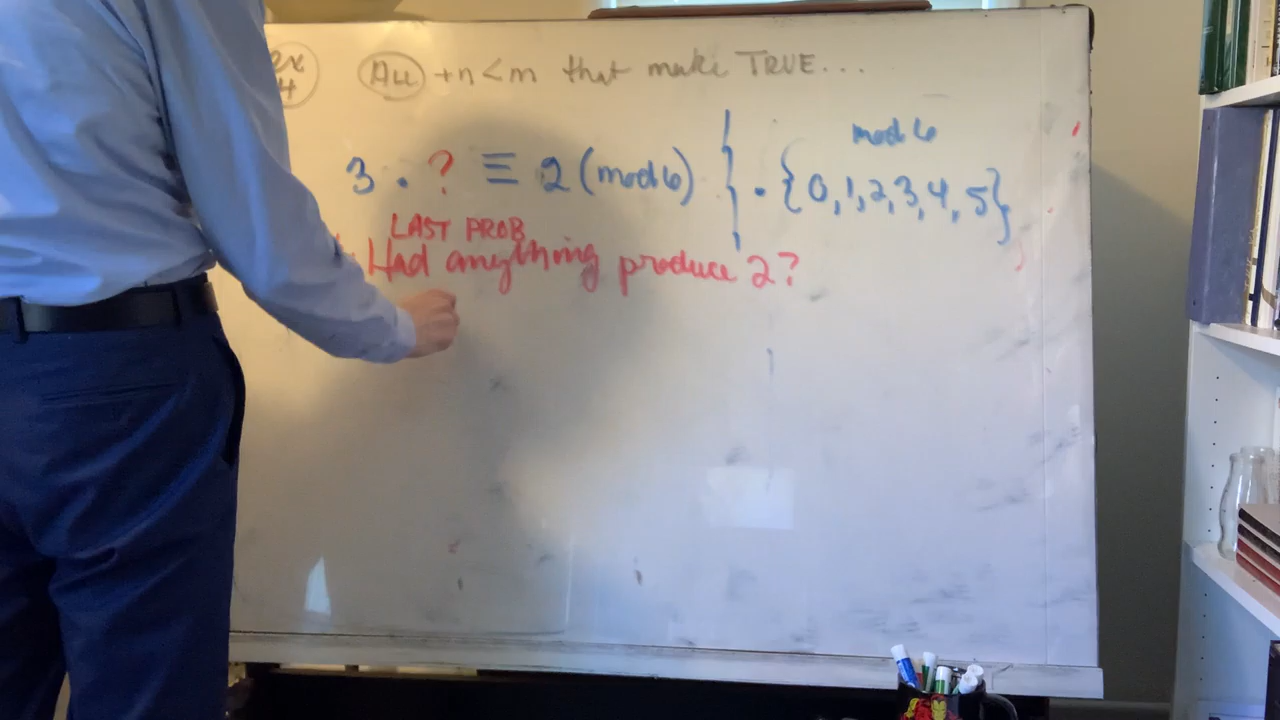 ex ALL +n < m that make TRUE...
4
mod 6
3 . ? ≡ 2 (mod 6) } . {0, 1, 2, 3, 4, 5}
LAST PROB
Had anything produce 2?